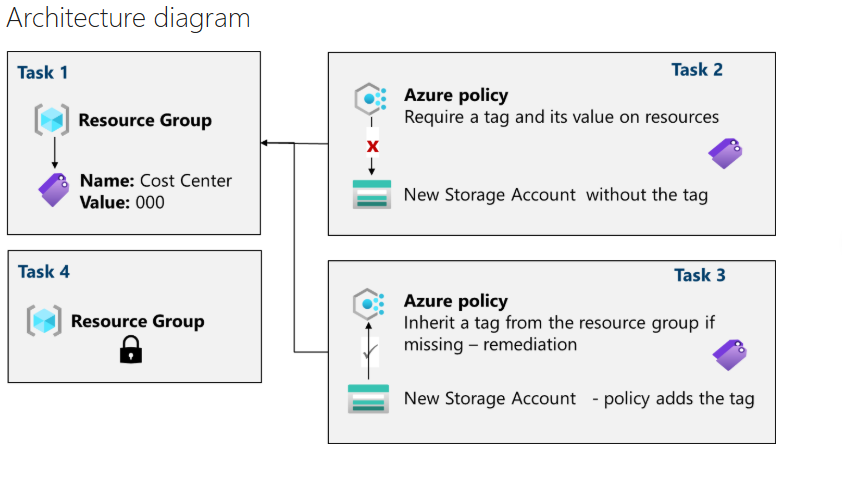 Architecture diagram
Task 1
Resource Group
Name: Cost Center
Value: 000
Task 2
Azure policy
Require a tag and its value on resources
x
New Storage Account without the tag
Task 4
Resource Group
Task 3
Azure policy
Inherit a tag from the resource group if
missing – remediation
New Storage Account - policy adds the tag